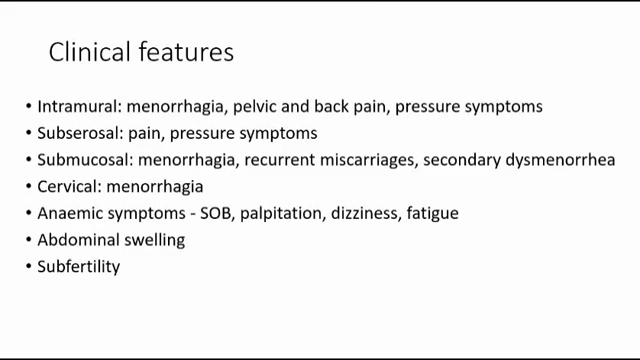 Clinical features
• Intramural: menorrhagia, pelvic and back pain, pressure symptoms
• Subserosal: pain, pressure symptoms
• Submucosal: menorrhagia, recurrent miscarriages, secondary dysmenorrhea
• Cervical: menorrhagia
• Anaemic symptoms - SOB, palpitation, dizziness, fatigue
• Abdominal swelling
• Subfertility